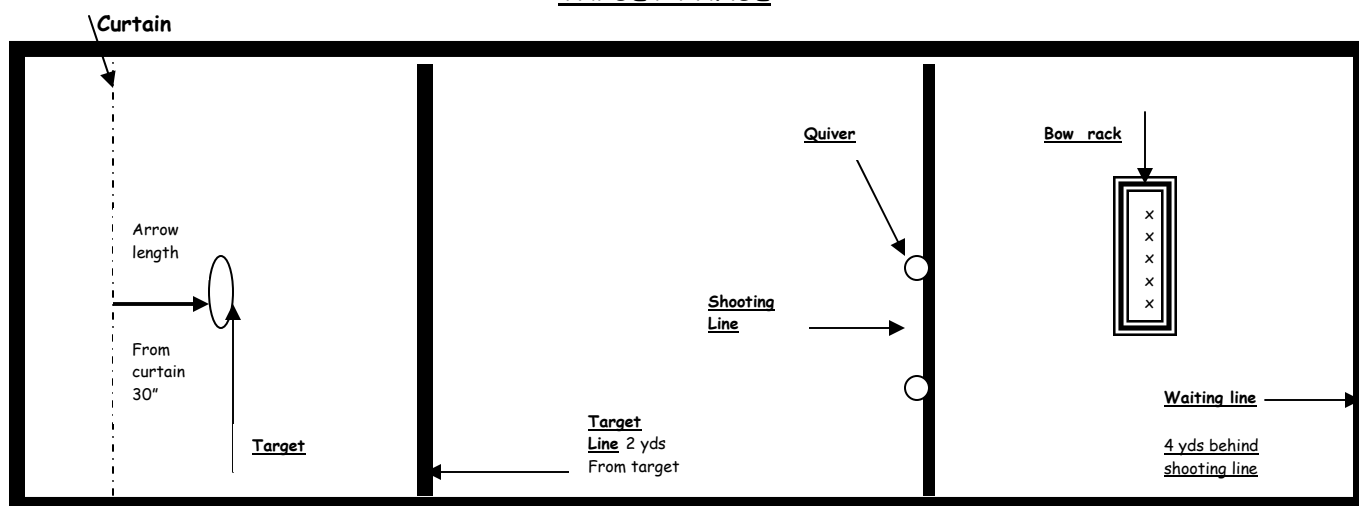 Curtain
Quiver
Bow rack
x
x
x
x
x
Arrow
length
Shooting
Line
From
curtain
30”
Target
Target
Line 2 yds
From target
Waiting line
4 yds behind
shooting line